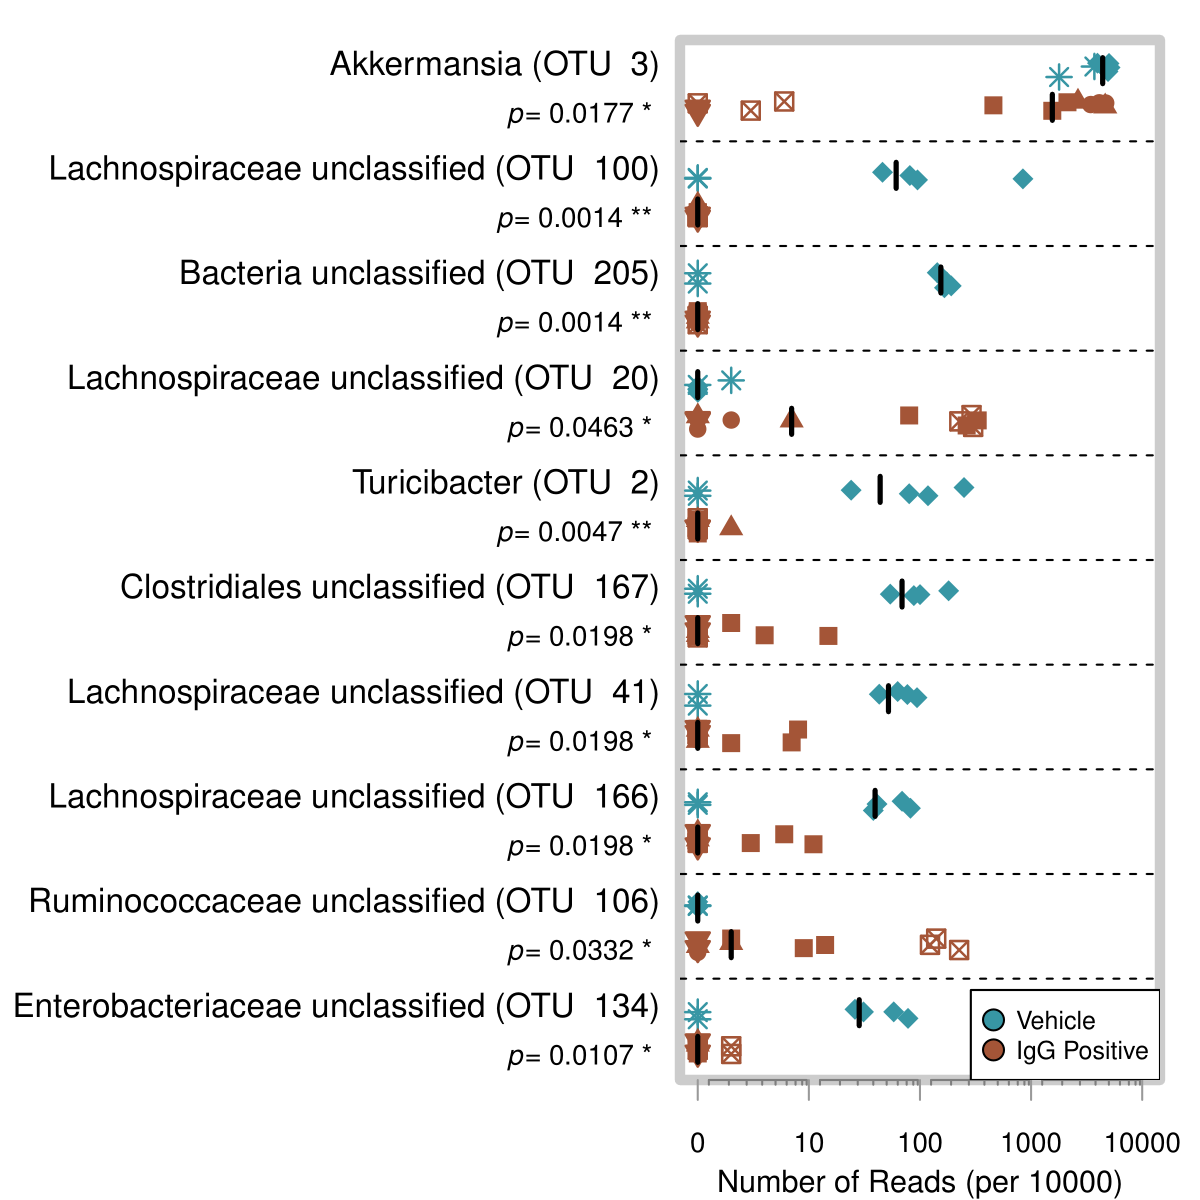 Akkermansia (OTU  3)
p= 0.0177 *
Lachnospiraceae unclassified (OTU  100)
p= 0.0014 **
Bacteria unclassified (OTU  205)
p= 0.0014 **
Lachnospiraceae unclassified (OTU  20)
p= 0.0463 *
Turicibacter (OTU  2)
p= 0.0047 **
Clostridiales unclassified (OTU  167)
p= 0.0198 *
Lachnospiraceae unclassified (OTU  41)
p= 0.0198 *
Lachnospiraceae unclassified (OTU  166)
p= 0.0198 *
Ruminococcaceae unclassified (OTU  106)
p= 0.0332 *
Enterobacteriaceae unclassified (OTU  134)
p= 0.0107 *
Vehicle
IgG Positive
0 10 100 1000 10000
Number of Reads (per 10000)